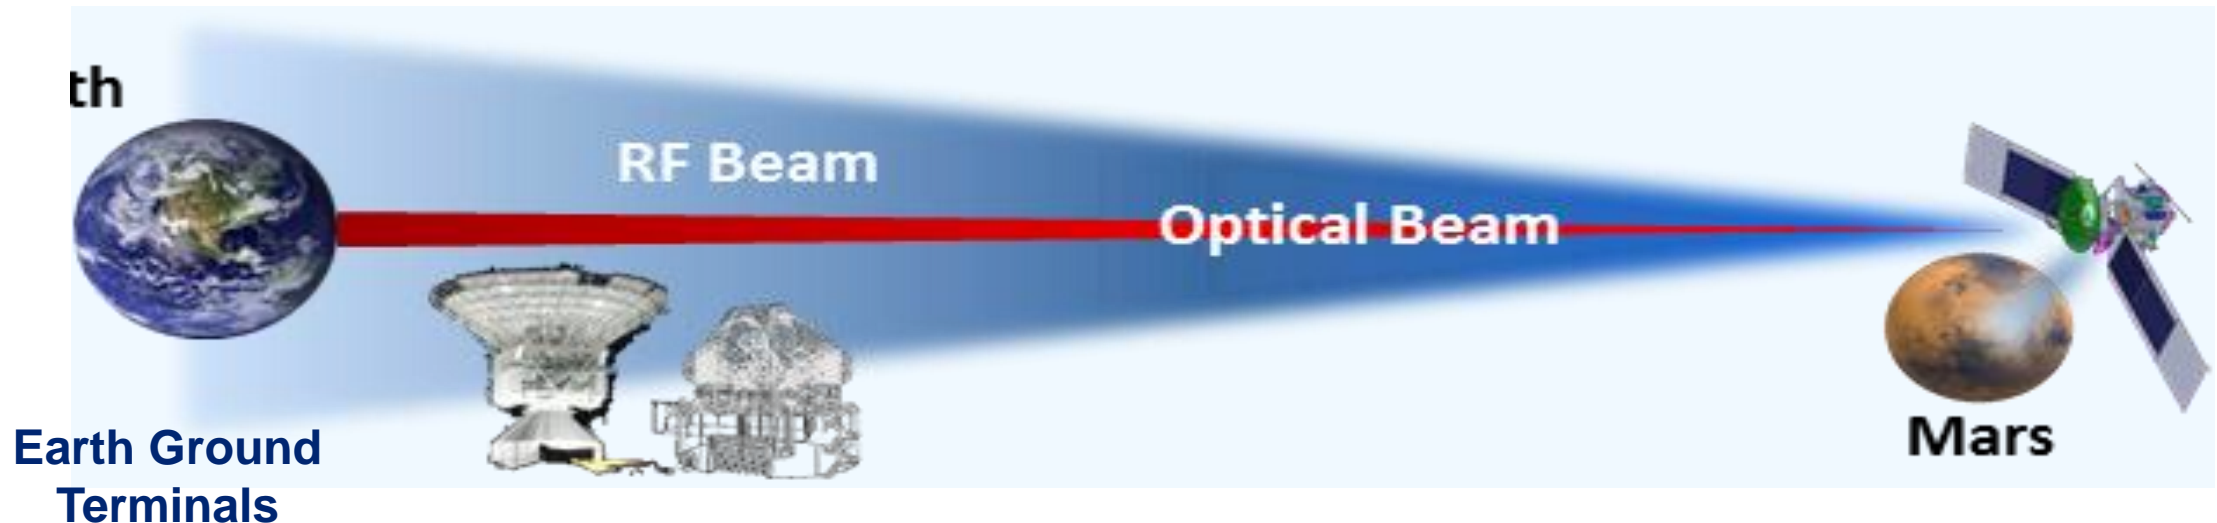 th
RF Beam
Optical Beam
Mars
Earth Ground
Terminals